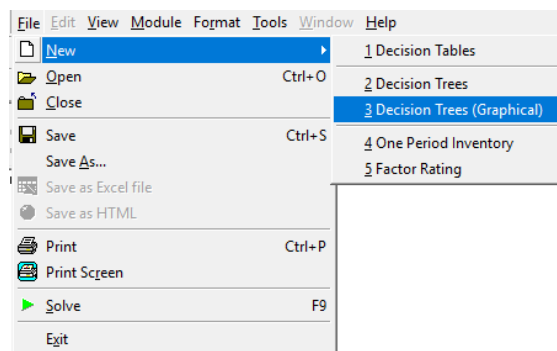 File Edit View Module Format Tools Window Help
New
Open Ctrl+O
Close
Save Ctrl+S
Save As...
Save as Excel file
Save as HTML
Print Ctrl+P
Print Screen
Solve F9
Exit
1 Decision Tables
2 Decision Trees
3 Decision Trees (Graphical)
4 One Period Inventory
5 Factor Rating